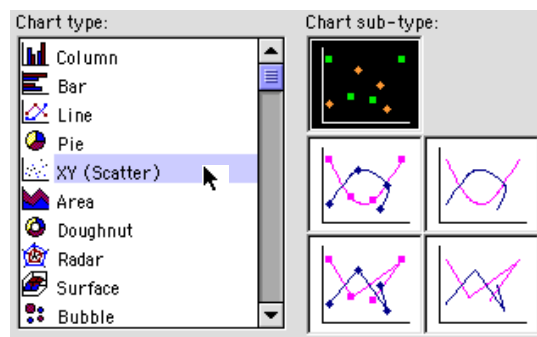 Chart type:
Chart sub-type:
Column
Bar
Line
Pie
XY (Scatter)
Area
Doughnut
Radar
Surface
Bubble